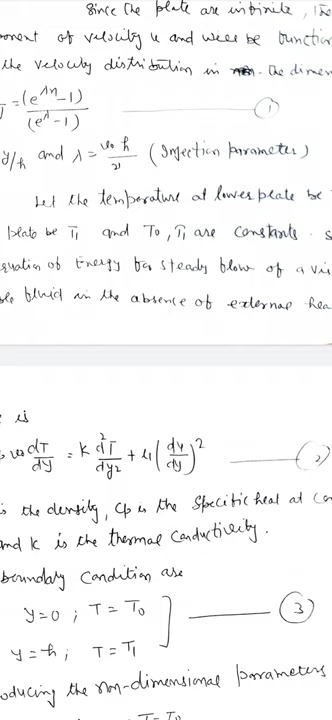 Since the plate are infinite, the
ponent of velocity u and will be function
the velocity distribution in the dimen
= (e^λη - 1) / (e^λ - 1) ——— (1)
y/h and λ = v₀h/ν (Injection parameter)
Let the temperature at lower plate be
plate be T₁ and T₀, T₁ are constants. S
quation of Energy for steady flow of a vis
ble fluid in the absence of external hea
is
v₀ dT/dy = K d²T/dy² + μ (du/dy)² ——— (2)
is the density, Cp is the specific heat at Con
and K is the thermal conductivity.
boundary condition are
y=0 ; T = T₀
——— (3)
y=h ; T = T₁
oducing the non-dimensional parameters
T - T₀